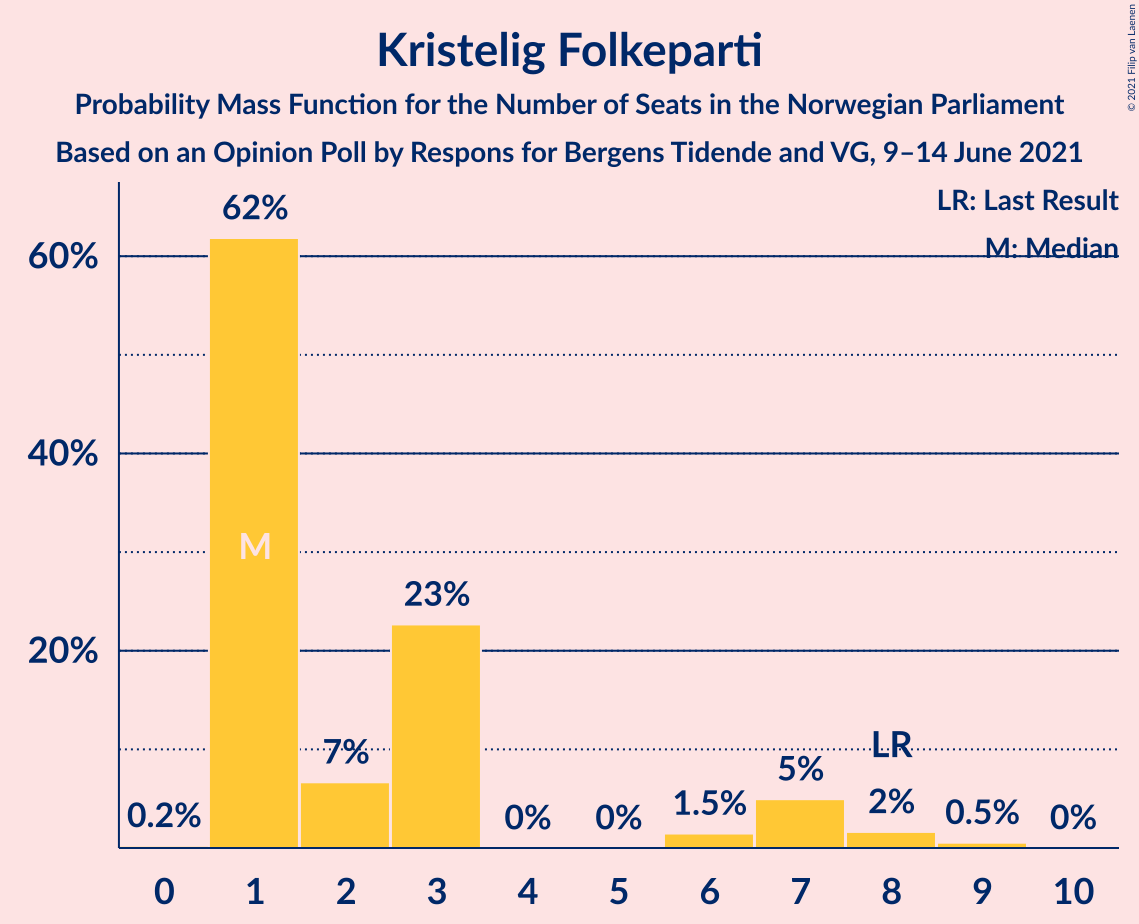 Kristelig Folkeparti
Probability Mass Function for the Number of Seats in the Norwegian Parliament
Based on an Opinion Poll by Respons for Bergens Tidende and VG, 9–14 June 2021
© 2021 Filip van Laenen
LR: Last Result
M: Median
60%
40%
20%
62%
M
7%
23%
0.2%
0%
0%
1.5%
5%
LR
2%
0.5%
0%
0 1 2 3 4 5 6 7 8 9 10